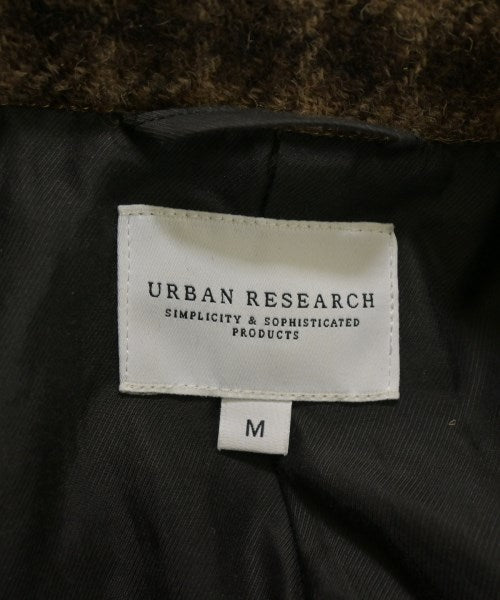 URBAN RESEARCH
SIMPLICITY & SOPHISTICATED
PRODUCTS
M